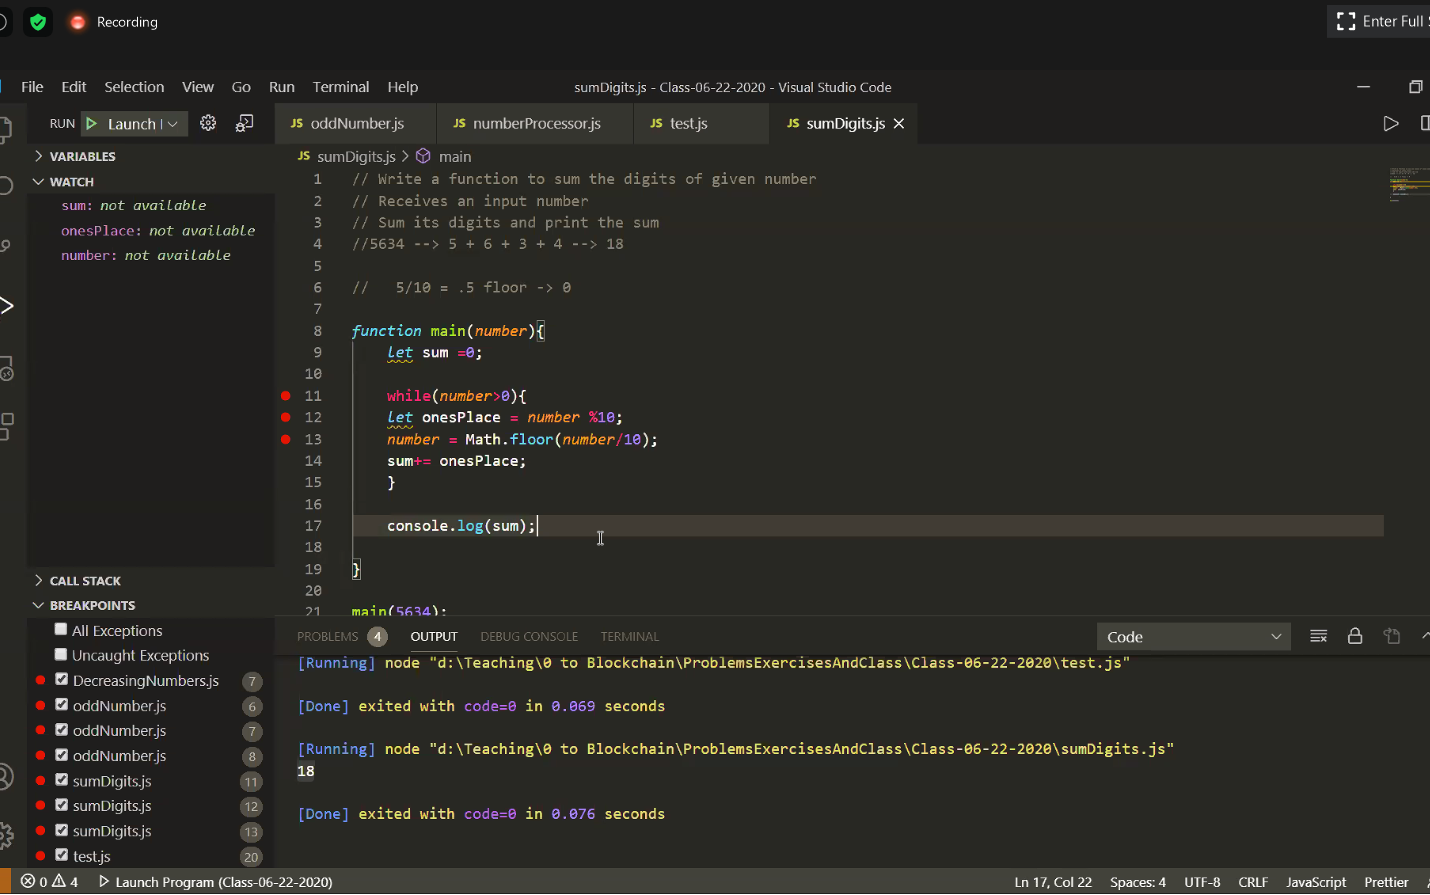 Recording
Enter Full S
File Edit Selection View Go Run Terminal Help
sumDigits.js - Class-06-22-2020 - Visual Studio Code
RUN Launch
JS oddNumber.js JS numberProcessor.js JS test.js JS sumDigits.js
VARIABLES
JS sumDigits.js > main
WATCH
sum: not available
onesPlace: not available
number: not available
1 // Write a function to sum the digits of given number
2 // Receives an input number
3 // Sum its digits and print the sum
4 //5634 --> 5 + 6 + 3 + 4 --> 18
5
6 //   5/10 = .5 floor -> 0
7
8 function main(number){
9 let sum =0;
10
11 while(number>0){
12 let onesPlace = number %10;
13 number = Math.floor(number/10);
14 sum+= onesPlace;
15 }
16
17 console.log(sum);
18
19 }
20
21 main(5634);
CALL STACK
BREAKPOINTS
All Exceptions
Uncaught Exceptions
DecreasingNumbers.js 7
oddNumber.js 6
oddNumber.js 7
oddNumber.js 8
sumDigits.js 11
sumDigits.js 12
sumDigits.js 13
test.js 20
PROBLEMS 4 OUTPUT DEBUG CONSOLE TERMINAL
Code
[Running] node "d:\Teaching\0 to Blockchain\ProblemsExercisesAndClass\Class-06-22-2020\test.js"
[Done] exited with code=0 in 0.069 seconds
[Running] node "d:\Teaching\0 to Blockchain\ProblemsExercisesAndClass\Class-06-22-2020\sumDigits.js"
18
[Done] exited with code=0 in 0.076 seconds
0 4 Launch Program (Class-06-22-2020)
Ln 17, Col 22 Spaces: 4 UTF-8 CRLF JavaScript Prettier